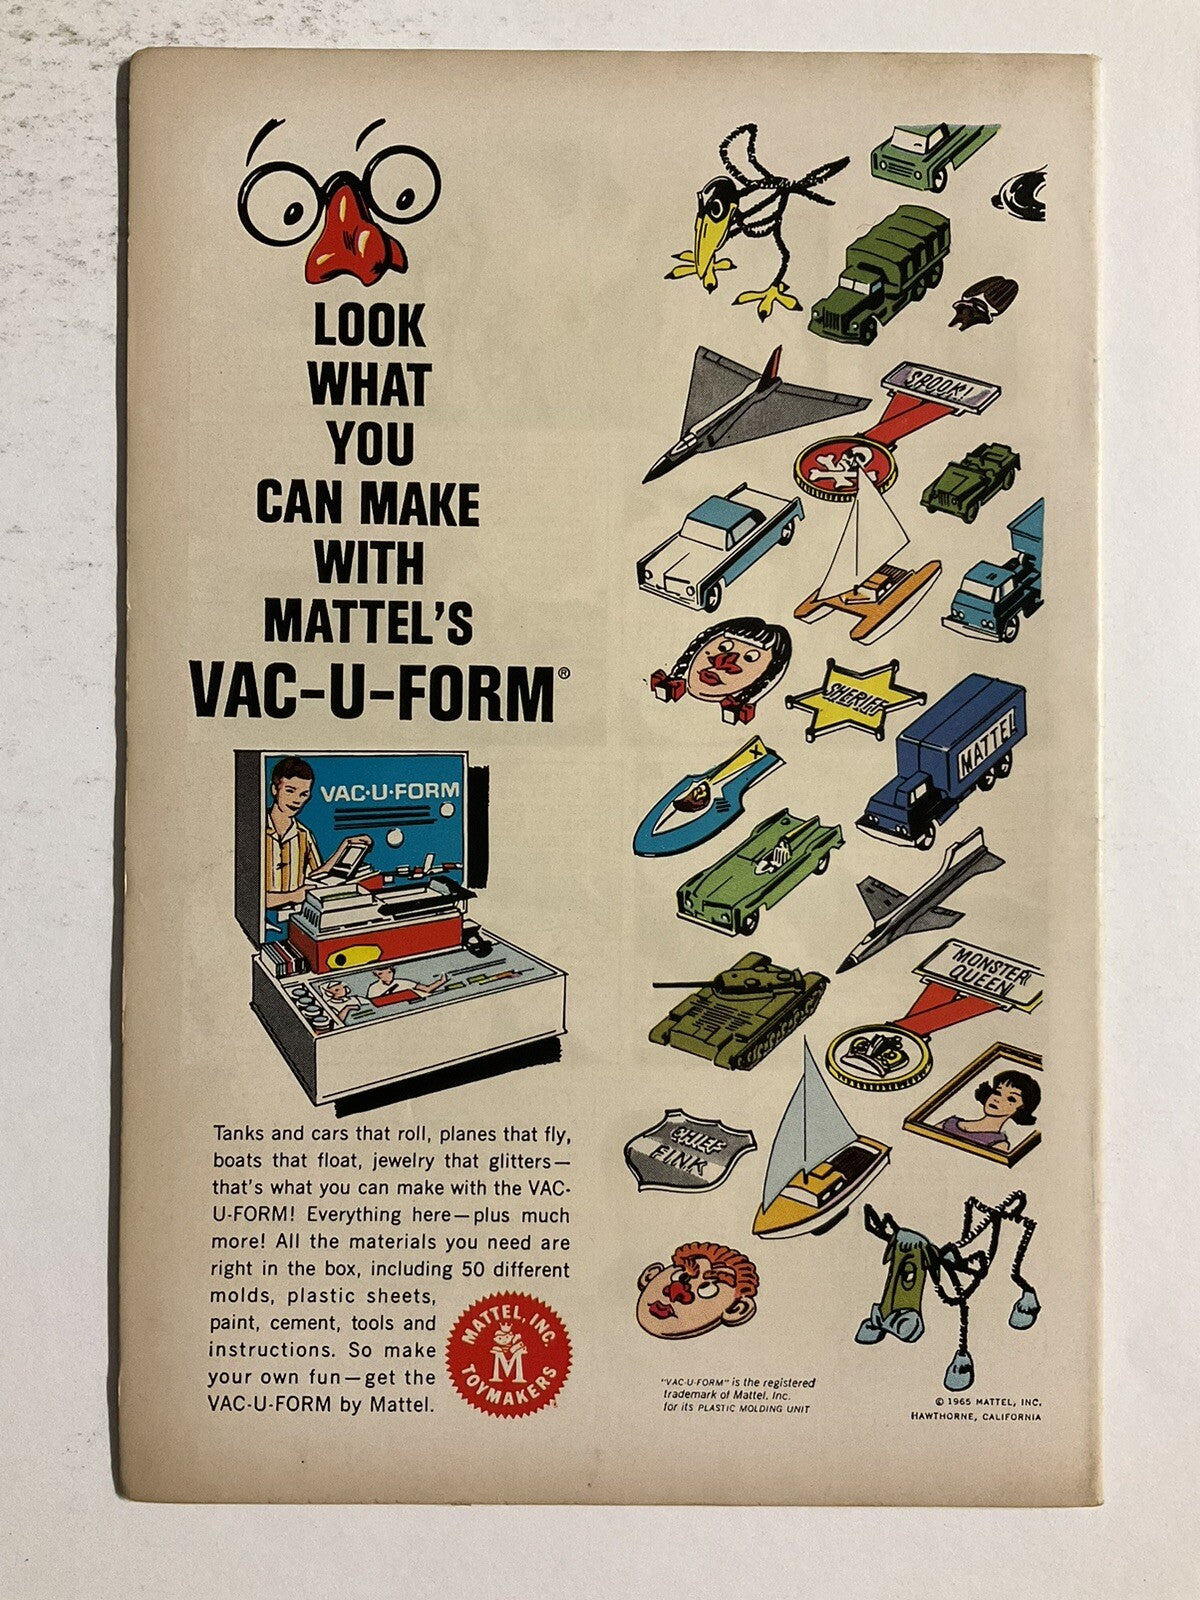 LOOK
WHAT
YOU
CAN MAKE
WITH
MATTEL'S
VAC-U-FORM®
VAC·U·FORM
Tanks and cars that roll, planes that fly,
boats that float, jewelry that glitters—
that's what you can make with the VAC-
U-FORM! Everything here—plus much
more! All the materials you need are
right in the box, including 50 different
molds, plastic sheets,
paint, cement, tools and
instructions. So make
your own fun—get the
VAC-U-FORM by Mattel.
MATTEL, INC.
M
TOYMAKERS
SPOOK!
SHERIFF
MATTEL
X
MONSTER
QUEEN
CHIEF
FINK
"VAC-U-FORM" is the registered
trademark of Mattel, Inc.
for its PLASTIC MOLDING UNIT
© 1965 MATTEL, INC.
HAWTHORNE, CALIFORNIA